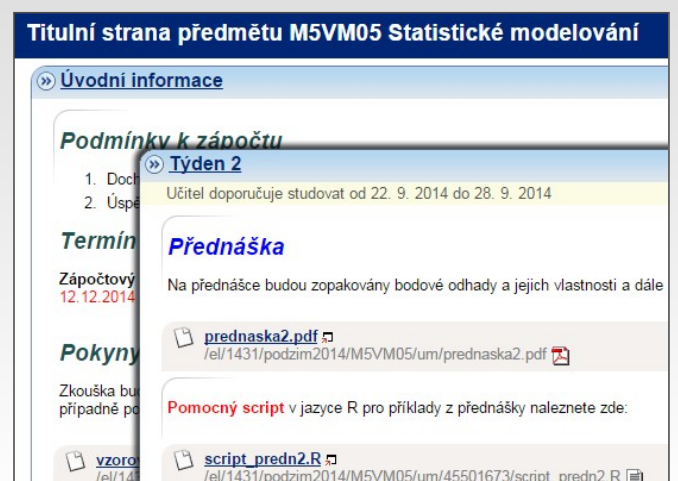 Titulní strana předmětu M5VM05 Statistické modelování
Úvodní informace
Podmínky k zápočtu
1. Doch
2. Úspě
Termín
Zápočtový
12.12.2014
Pokyny
Zkouška bu
případně po
vzoro
/el/14
Týden 2
Učitel doporučuje studovat od 22. 9. 2014 do 28. 9. 2014
Přednáška
Na přednášce budou zopakovány bodové odhady a jejich vlastnosti a dále
prednaska2.pdf
/el/1431/podzim2014/M5VM05/um/prednaska2.pdf
Pomocný script v jazyce R pro příklady z přednášky naleznete zde:
script_predn2.R
/el/1431/podzim2014/M5VM05/um/45501673/script_predn2.R